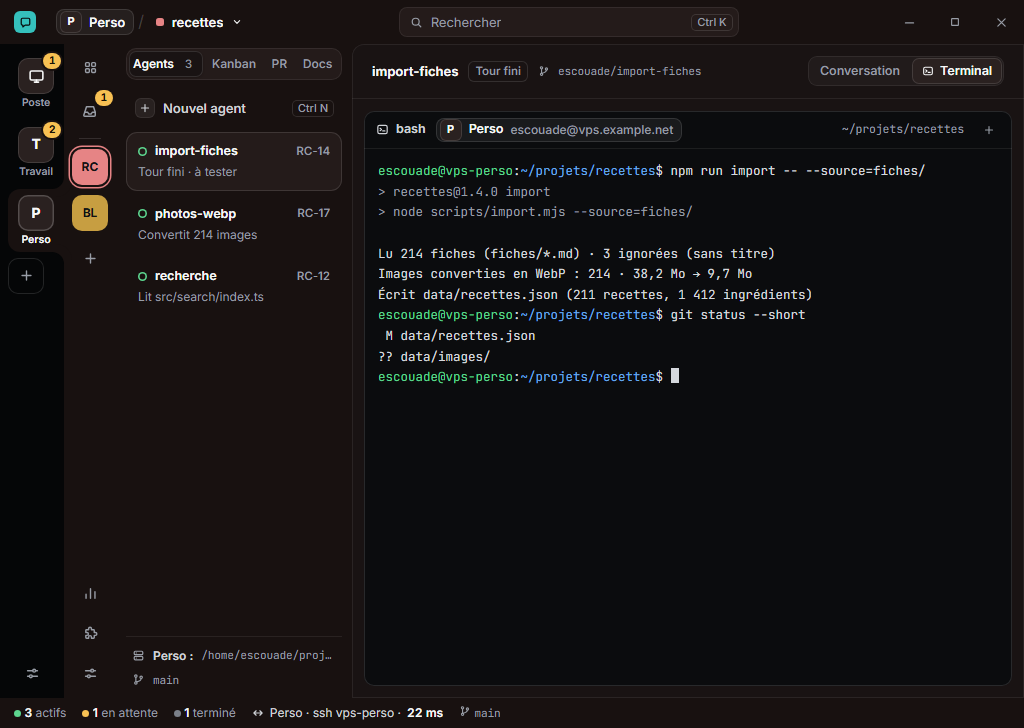 P Perso / recettes
Rechercher Ctrl K
1
Poste
2
T
Travail
P
Perso
1
RC
BL
Agents 3 Kanban PR Docs
Nouvel agent Ctrl N
import-fiches RC-14
Tour fini · à tester
photos-webp RC-17
Convertit 214 images
recherche RC-12
Lit src/search/index.ts
Perso : /home/escouade/proj…
main
import-fiches Tour fini escouade/import-fiches
Conversation Terminal
bash P Perso escouade@vps.example.net ~/projets/recettes
escouade@vps-perso:~/projets/recettes$ npm run import -- --source=fiches/
> recettes@1.4.0 import
> node scripts/import.mjs --source=fiches/
Lu 214 fiches (fiches/*.md) · 3 ignorées (sans titre)
Images converties en WebP : 214 · 38,2 Mo → 9,7 Mo
Écrit data/recettes.json (211 recettes, 1 412 ingrédients)
escouade@vps-perso:~/projets/recettes$ git status --short
M data/recettes.json
?? data/images/
escouade@vps-perso:~/projets/recettes$
3 actifs 1 en attente 1 terminé Perso · ssh vps-perso · 22 ms main